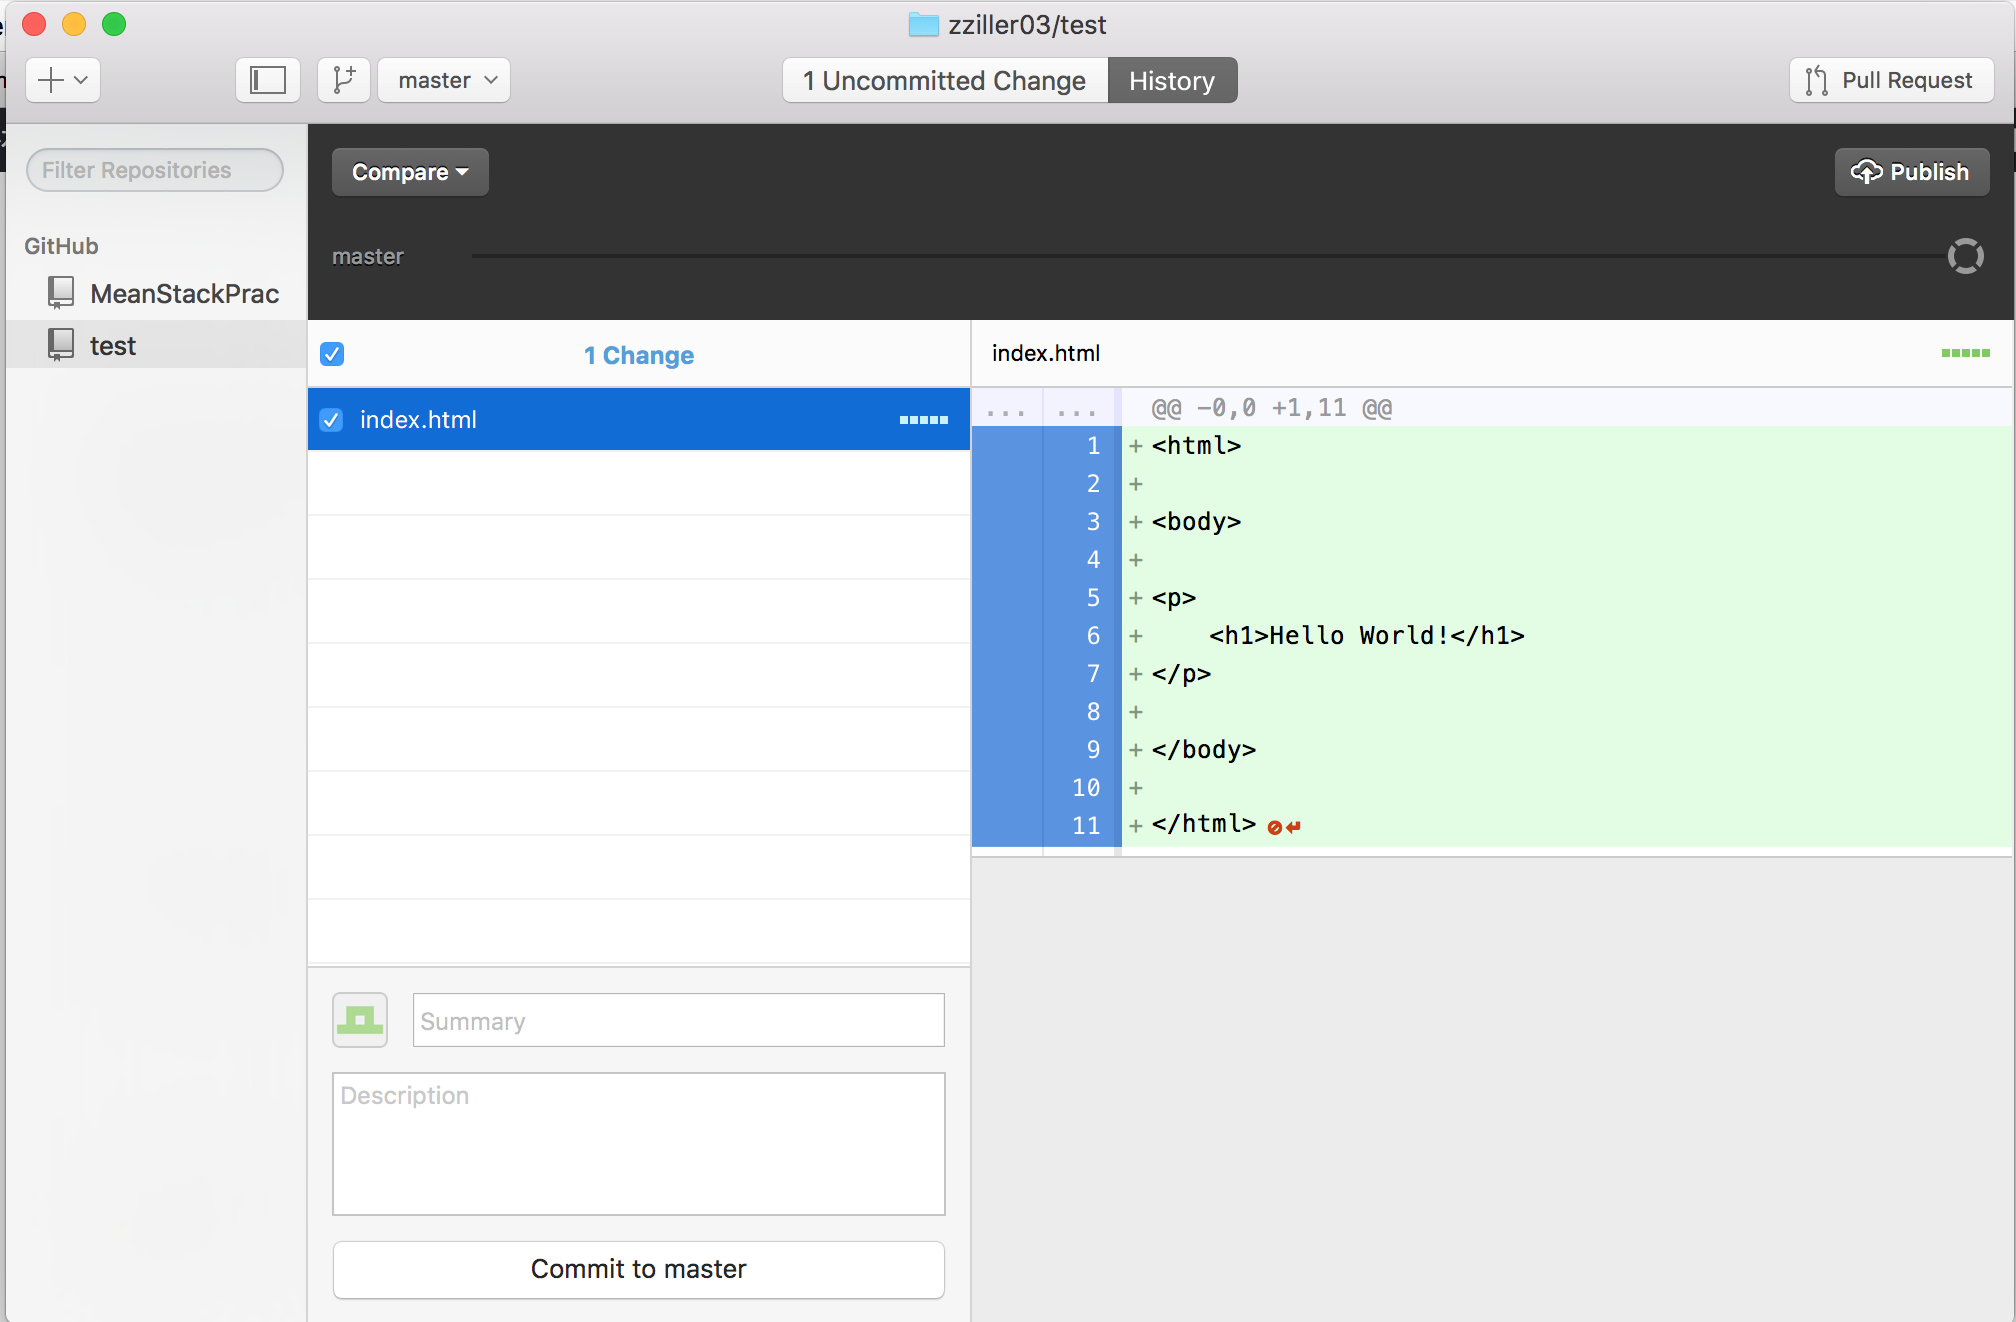 zziller03/test
master
1 Uncommitted Change
History
Pull Request
Filter Repositories
GitHub
MeanStackPrac
test
Compare
Publish
master
1 Change
index.html
Summary
Description
Commit to master
index.html
... ... @@ -0,0 +1,11 @@
1 + <html>
2 +
3 + <body>
4 +
5 + <p>
6 + <h1>Hello World!</h1>
7 + </p>
8 +
9 + </body>
10 +
11 + </html>